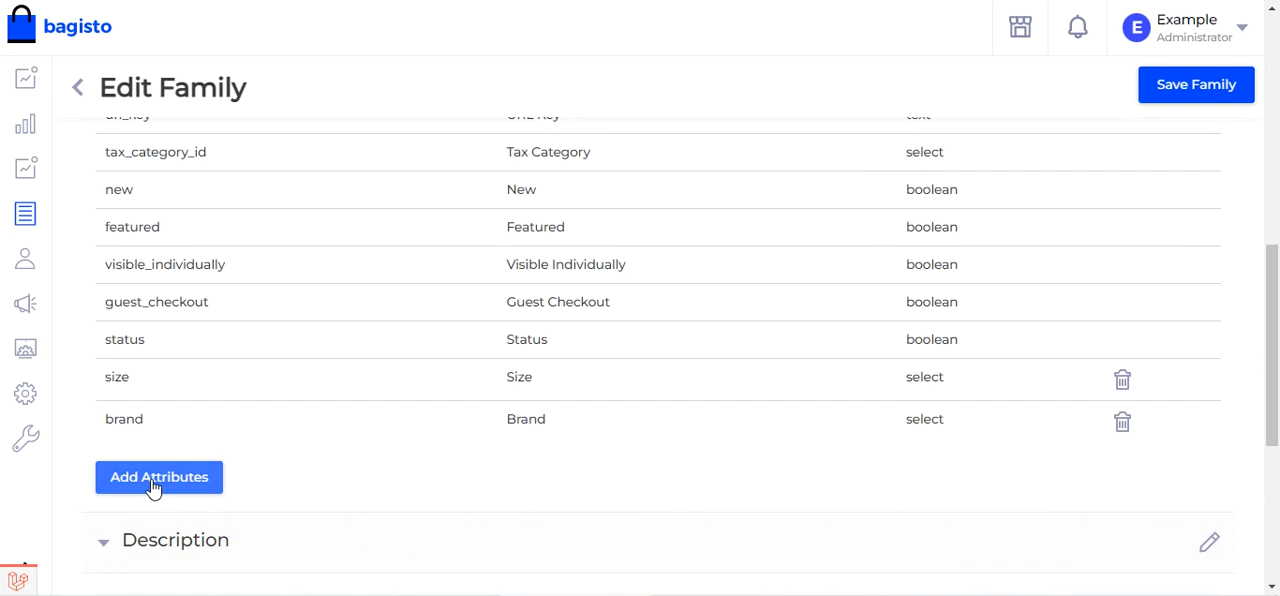 bagisto
E
Example
Administrator
Edit Family
Save Family
tax_category_id Tax Category select
new New boolean
featured Featured boolean
visible_individually Visible Individually boolean
guest_checkout Guest Checkout boolean
status Status boolean
size Size select
brand Brand select
Add Attributes
Description